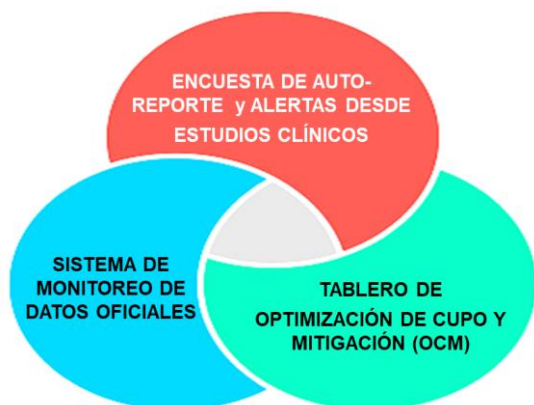 ENCUESTA DE AUTO-
REPORTE y ALERTAS DESDE
ESTUDIOS CLÍNICOS
SISTEMA DE
MONITOREO DE
DATOS OFICIALES
TABLERO DE
OPTIMIZACIÓN DE CUPO Y
MITIGACIÓN (OCM)